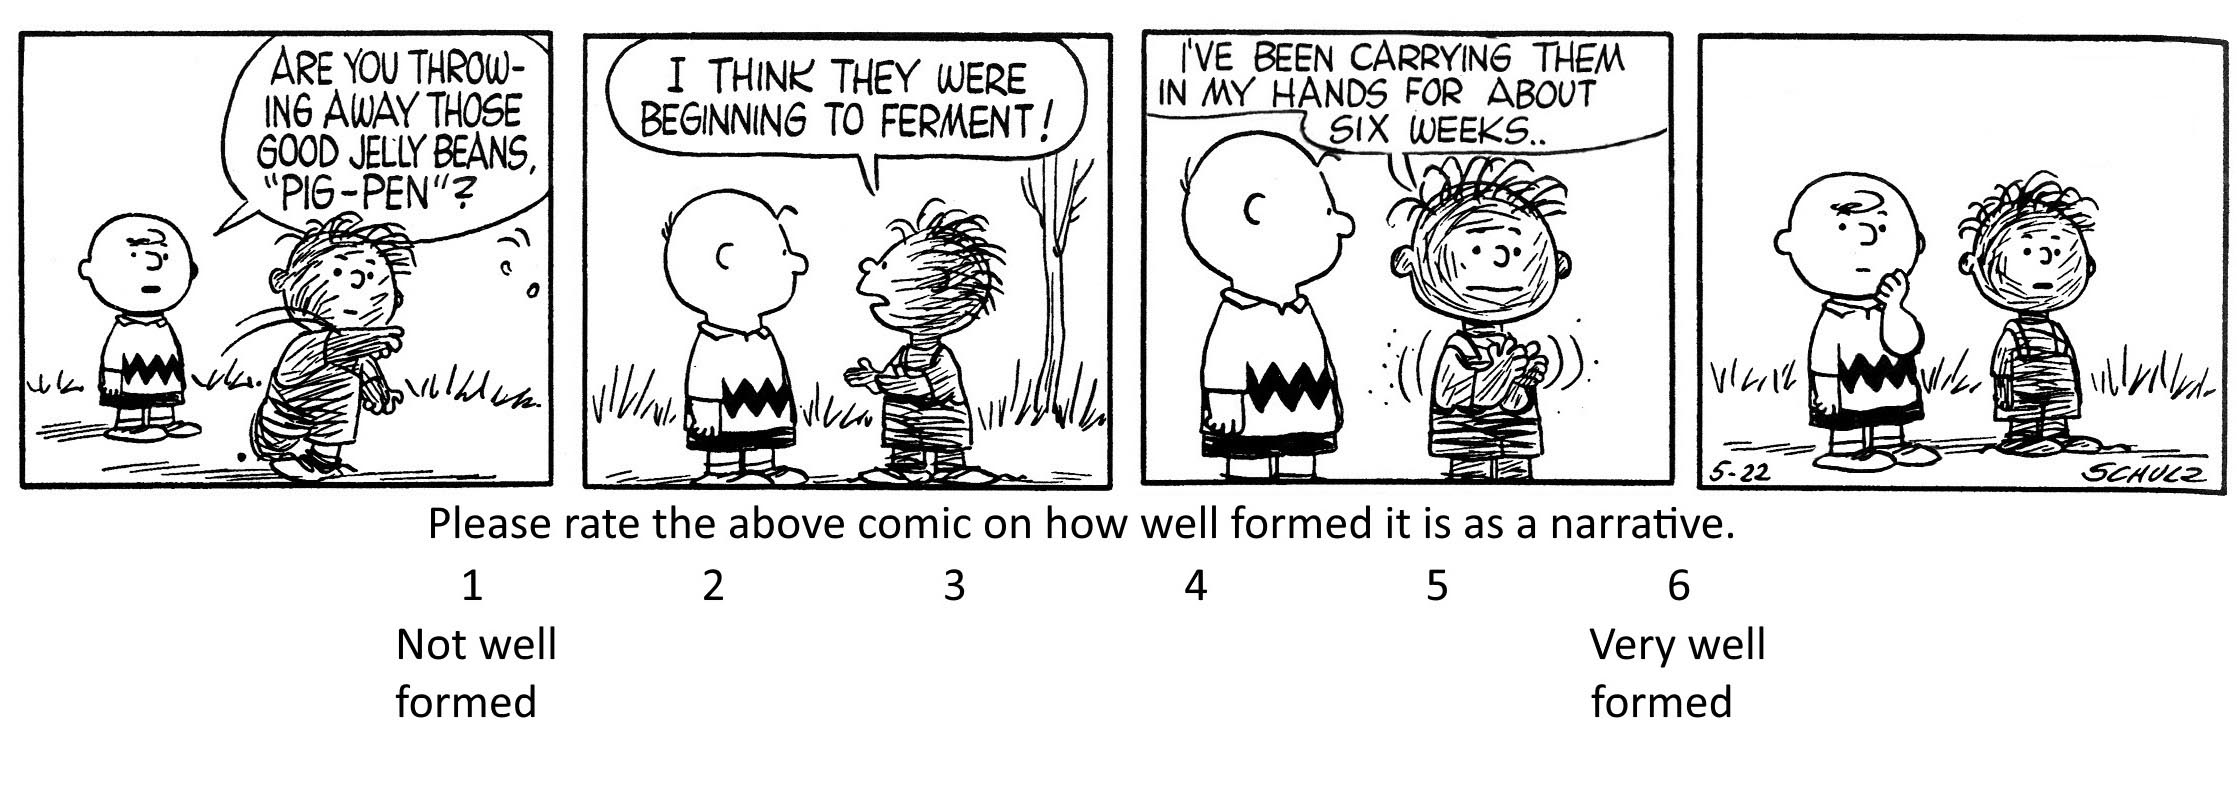 ARE YOU THROW-
ING AWAY THOSE
GOOD JELLY BEANS,
"PIG-PEN"?
I THINK THEY WERE
BEGINNING TO FERMENT!
I'VE BEEN CARRYING THEM
IN MY HANDS FOR ABOUT
SIX WEEKS..
5-22
SCHULZ
Please rate the above comic on how well formed it is as a narrative.
1 2 3 4 5 6
Not well
formed
Very well
formed